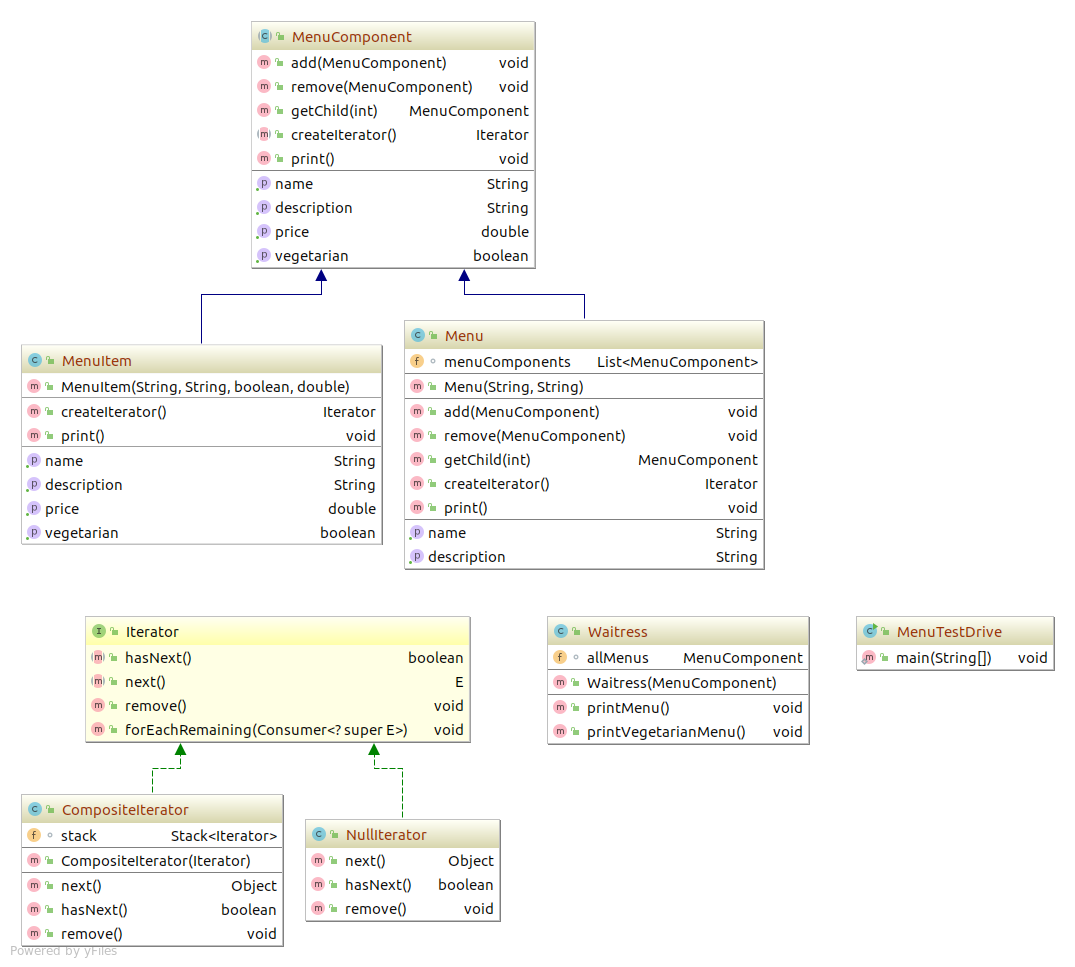 MenuComponent
add(MenuComponent) void
remove(MenuComponent) void
getChild(int) MenuComponent
createIterator() Iterator
print() void
name String
description String
price double
vegetarian boolean
MenuItem
MenuItem(String, String, boolean, double)
createIterator() Iterator
print() void
name String
description String
price double
vegetarian boolean
Menu
menuComponents List<MenuComponent>
Menu(String, String)
add(MenuComponent) void
remove(MenuComponent) void
getChild(int) MenuComponent
createIterator() Iterator
print() void
name String
description String
Iterator
hasNext() boolean
next() E
remove() void
forEachRemaining(Consumer<? super E>) void
Waitress
allMenus MenuComponent
Waitress(MenuComponent)
printMenu() void
printVegetarianMenu() void
MenuTestDrive
main(String[]) void
CompositeIterator
stack Stack<Iterator>
CompositeIterator(Iterator)
next() Object
hasNext() boolean
remove() void
NullIterator
next() Object
hasNext() boolean
remove() void
Powered by yFiles